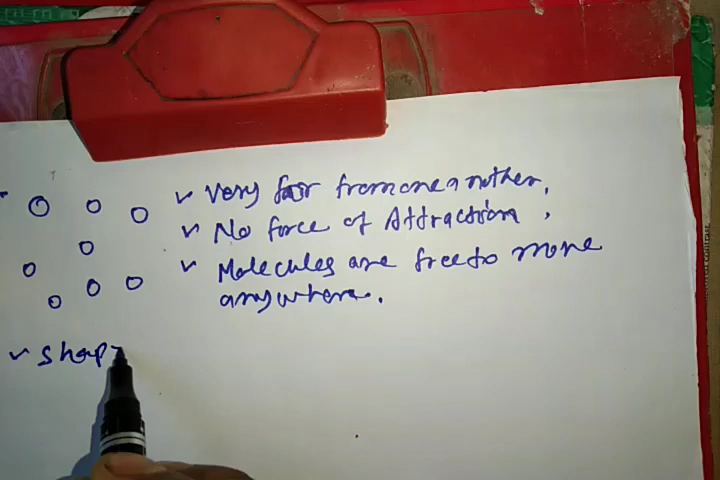 ✓ Very far from one another.
✓ No force of Attraction,
✓ Molecules are free to move
anywhere.
✓ shap